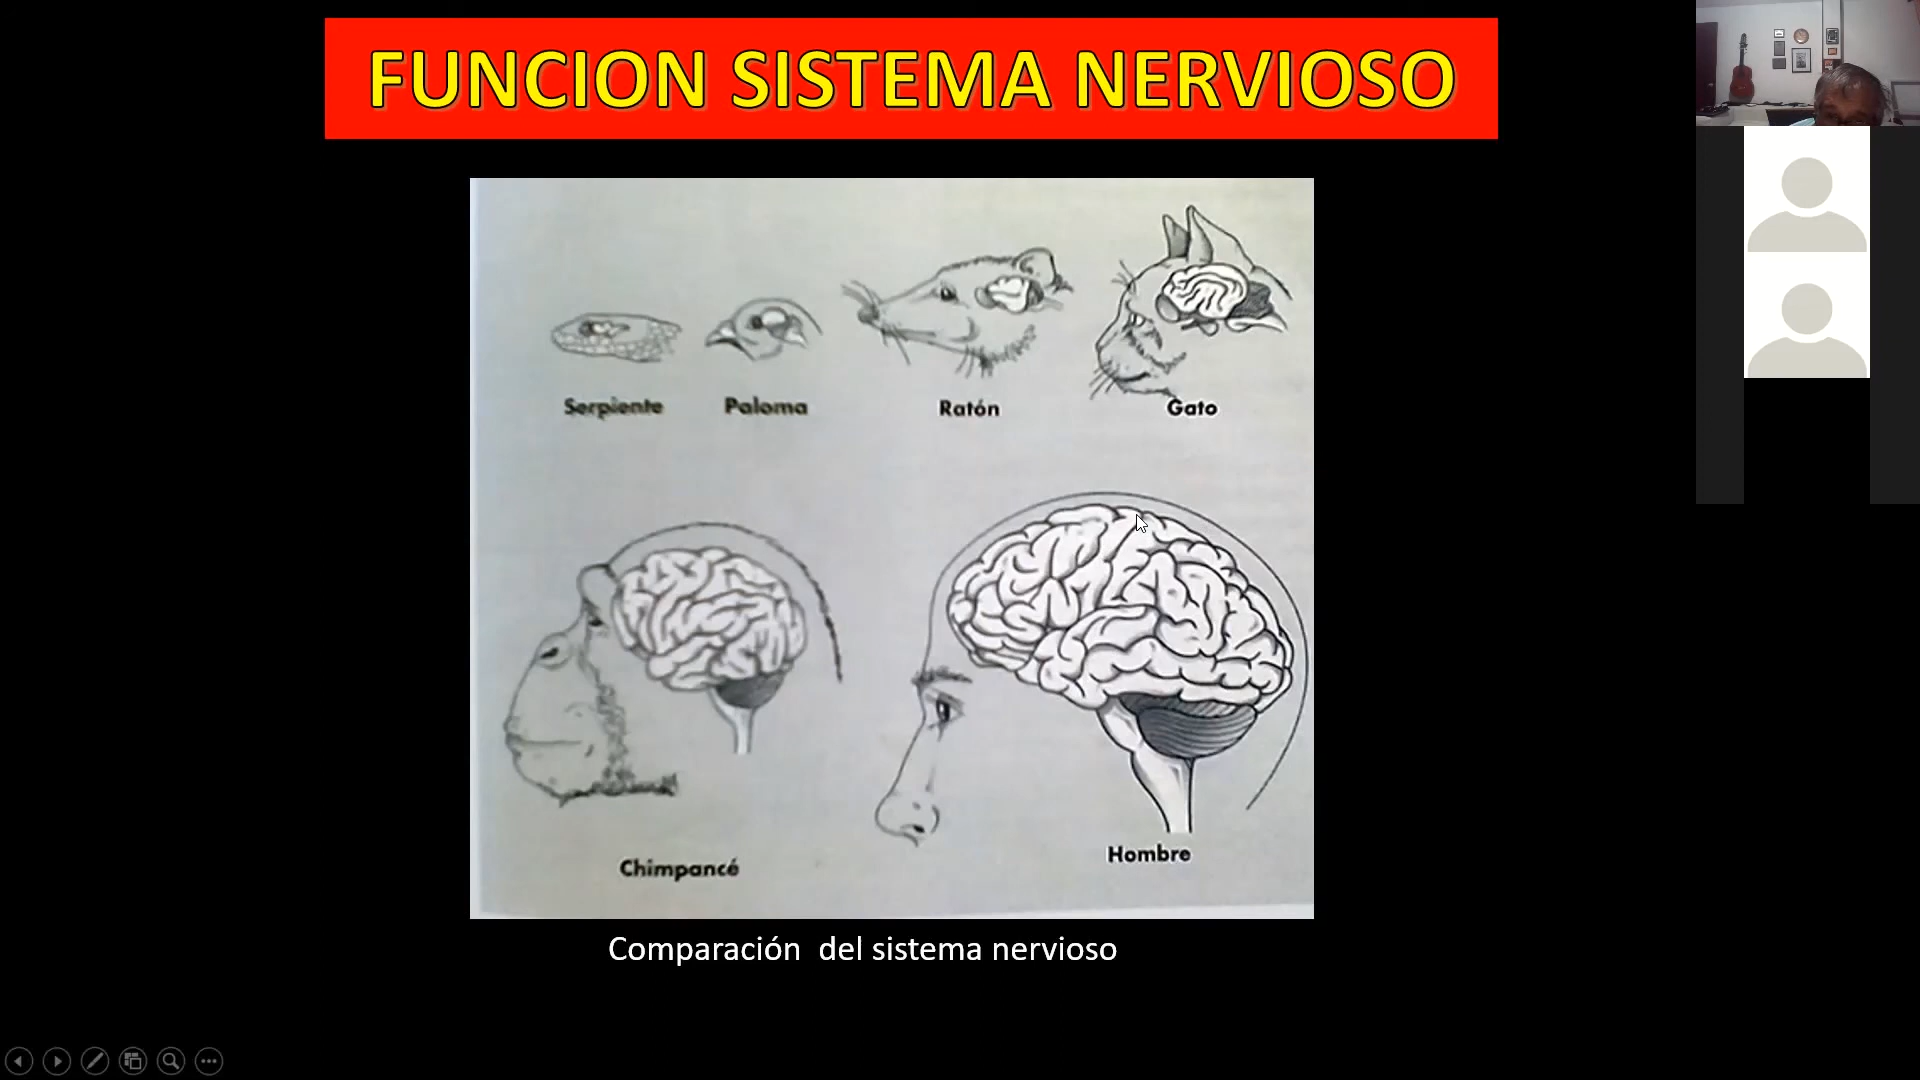 FUNCION SISTEMA NERVIOSO
Serpiente
Paloma
Ratón
Gato
Chimpancé
Hombre
Comparación del sistema nervioso